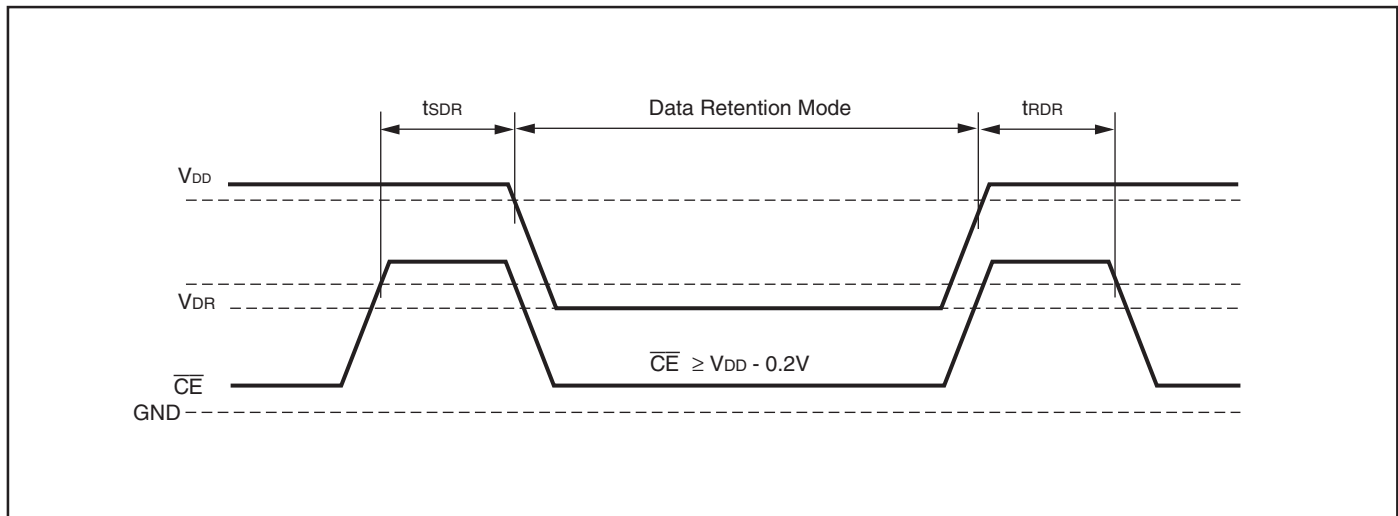 tSDR
Data Retention Mode
tRDR
VDD
VDR
CE ≥ VDD - 0.2V
CE
GND